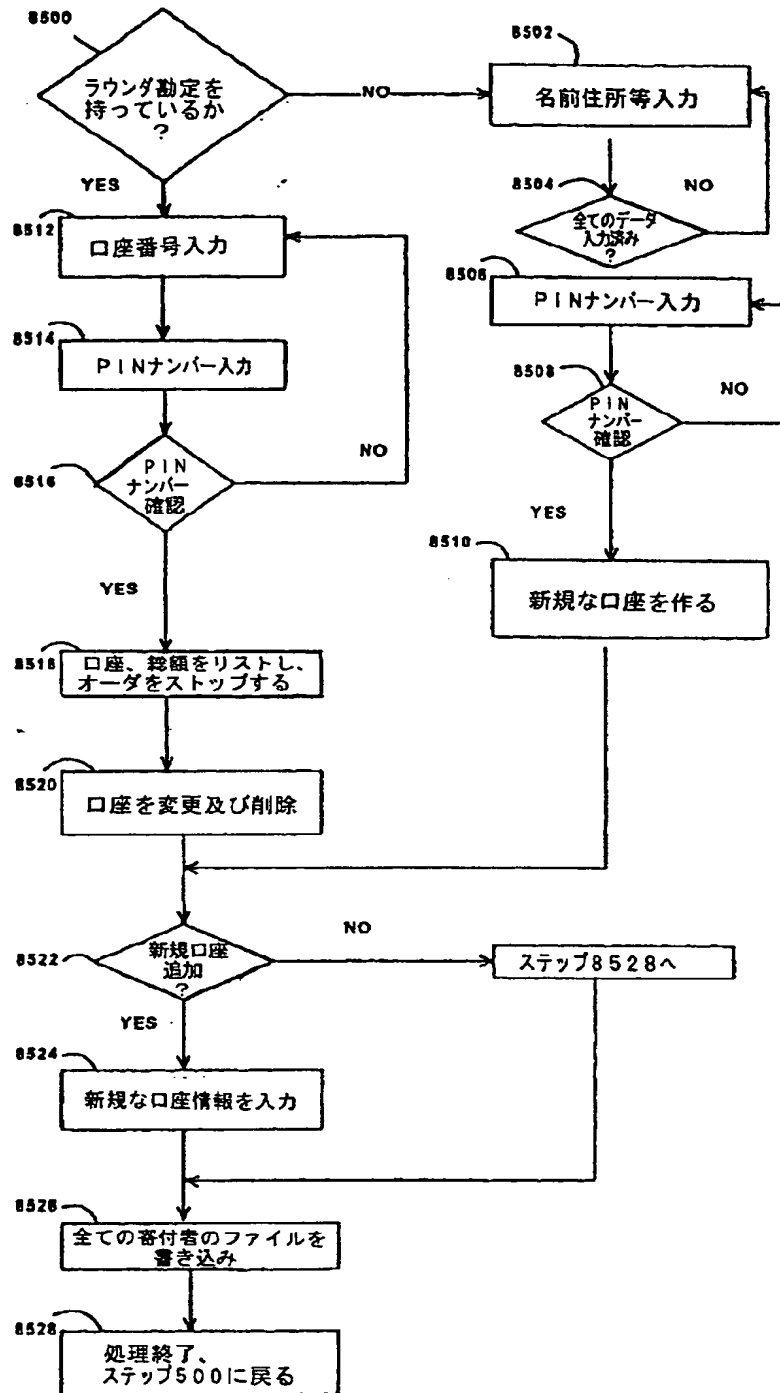 8500
ラウンダ勘定を
持っているか
?
NO
YES
8502
名前住所等入力
8504
NO
全てのデータ
入力済み
?
8506
PINナンバー入力
8508
NO
PIN
ナンバー
確認
YES
8510
新規な口座を作る
8512
口座番号入力
8514
PINナンバー入力
8516
PIN
ナンバー
確認
NO
YES
8518
口座、総額をリストし、
オーダをストップする
8520
口座を変更及び削除
8522
新規口座
追加
?
NO
ステップ8528へ
YES
8524
新規な口座情報を入力
8526
全ての寄付者のファイルを
書き込み
8528
処理終了、
ステップ500に戻る